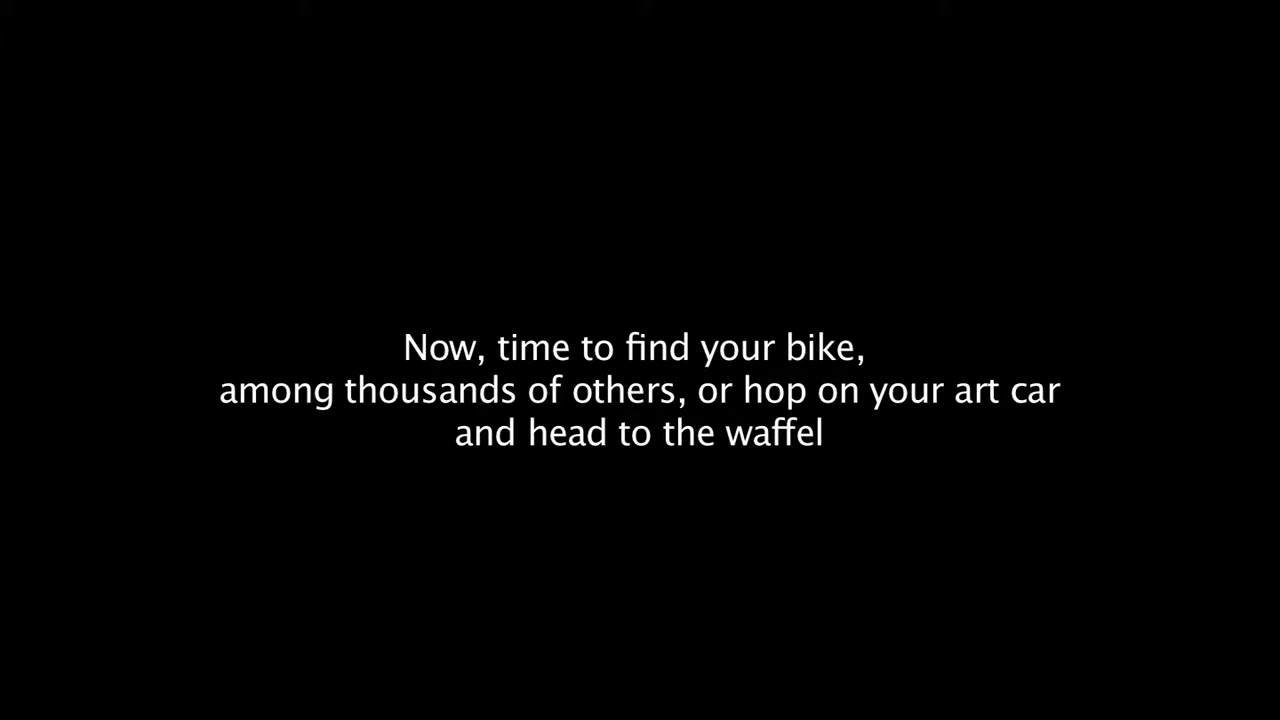 Now, time to find your bike,
among thousands of others, or hop on your art car
and head to the waffel